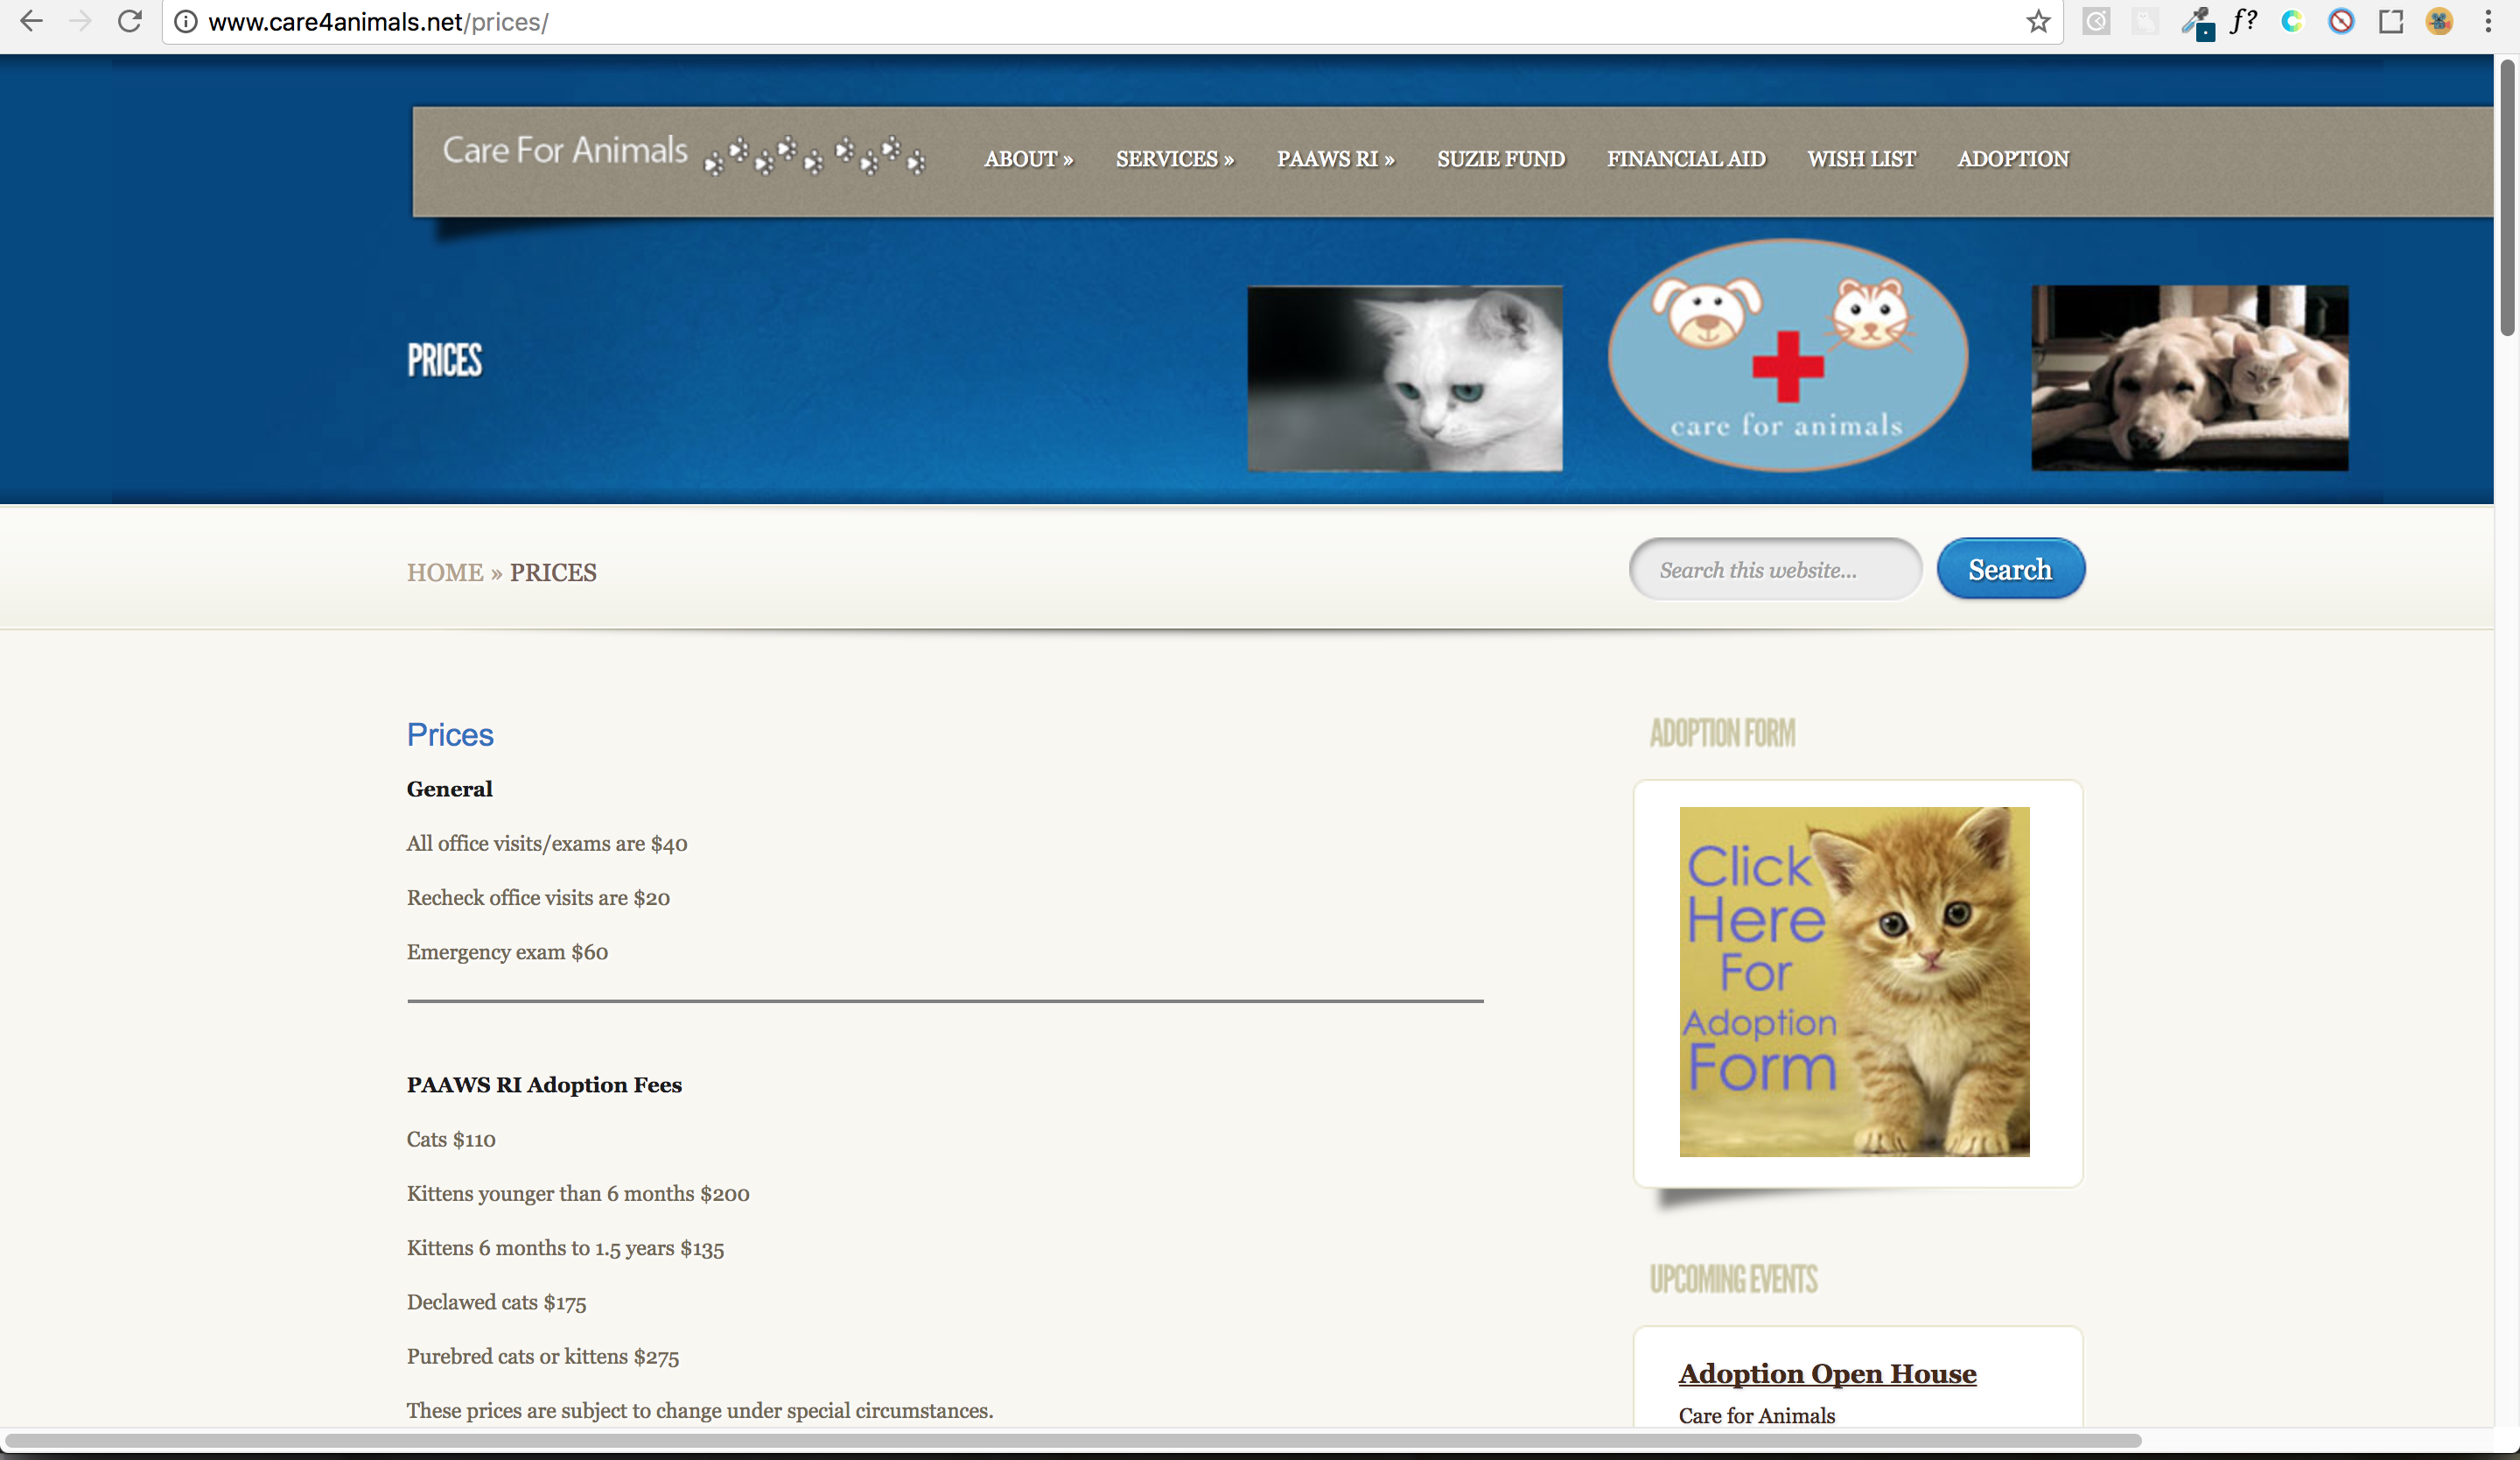 www.care4animals.net/prices/
f?
Care For Animals
ABOUT » SERVICES » PAAWS RI » SUZIE FUND FINANCIAL AID WISH LIST ADOPTION
PRICES
care for animals
HOME » PRICES
Search this website...
Search
Prices
General
All office visits/exams are $40
Recheck office visits are $20
Emergency exam $60
PAAWS RI Adoption Fees
Cats $110
Kittens younger than 6 months $200
Kittens 6 months to 1.5 years $135
Declawed cats $175
Purebred cats or kittens $275
These prices are subject to change under special circumstances.
ADOPTION FORM
Click
Here
For
Adoption
Form
UPCOMING EVENTS
Adoption Open House
Care for Animals